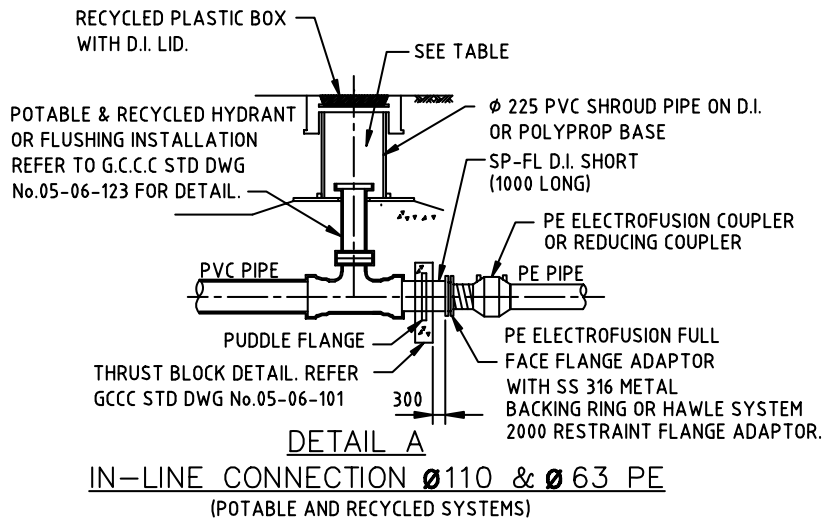 RECYCLED PLASTIC BOX
WITH D.I. LID.
SEE TABLE
POTABLE & RECYCLED HYDRANT
OR FLUSHING INSTALLATION
REFER TO G.C.C.C STD DWG
No.05-06-123 FOR DETAIL.
Ø 225 PVC SHROUD PIPE ON D.I.
OR POLYPROP BASE
SP-FL D.I. SHORT
(1000 LONG)
PE ELECTROFUSION COUPLER
OR REDUCING COUPLER
PVC PIPE
PE PIPE
PUDDLE FLANGE
THRUST BLOCK DETAIL. REFER
GCCC STD DWG No.05-06-101
300
PE ELECTROFUSION FULL
FACE FLANGE ADAPTOR
WITH SS 316 METAL
BACKING RING OR HAWLE SYSTEM
2000 RESTRAINT FLANGE ADAPTOR.
DETAIL A
IN-LINE CONNECTION Ø110 & Ø 63 PE
(POTABLE AND RECYCLED SYSTEMS)